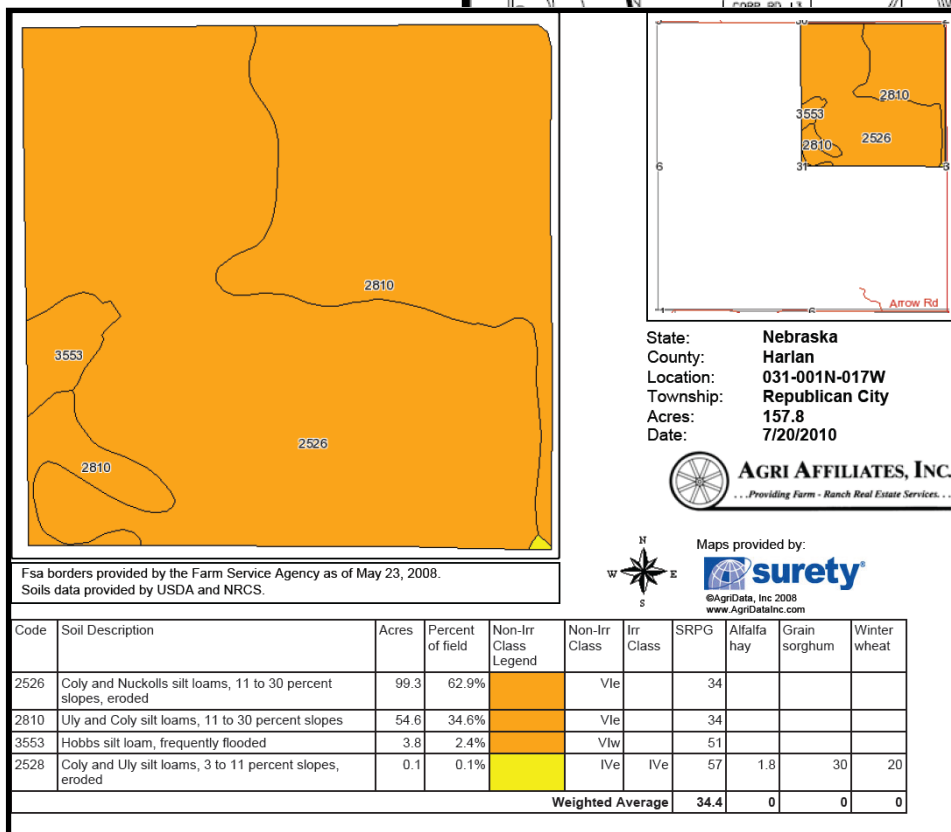 CORP RD 13
2810
3553
2526
2810
36
2810
3553
2526
2810
6
31
3
1
6
Arrow Rd
State: Nebraska
County: Harlan
Location: 031-001N-017W
Township: Republican City
Acres: 157.8
Date: 7/20/2010
AGRI AFFILIATES, INC.
...Providing Farm - Ranch Real Estate Services...
Fsa borders provided by the Farm Service Agency as of May 23, 2008.
Soils data provided by USDA and NRCS.
N
W E
S
Maps provided by:
surety®
©AgriData, Inc 2008
www.AgriDataInc.com
Code Soil Description Acres Percent of field Non-Irr Class Legend Non-Irr Class Irr Class SRPG Alfalfa hay Grain sorghum Winter wheat
2526 Coly and Nuckolls silt loams, 11 to 30 percent slopes, eroded 99.3 62.9% VIe 34
2810 Uly and Coly silt loams, 11 to 30 percent slopes 54.6 34.6% VIe 34
3553 Hobbs silt loam, frequently flooded 3.8 2.4% VIw 51
2528 Coly and Uly silt loams, 3 to 11 percent slopes, eroded 0.1 0.1% IVe IVe 57 1.8 30 20
Weighted Average 34.4 0 0 0